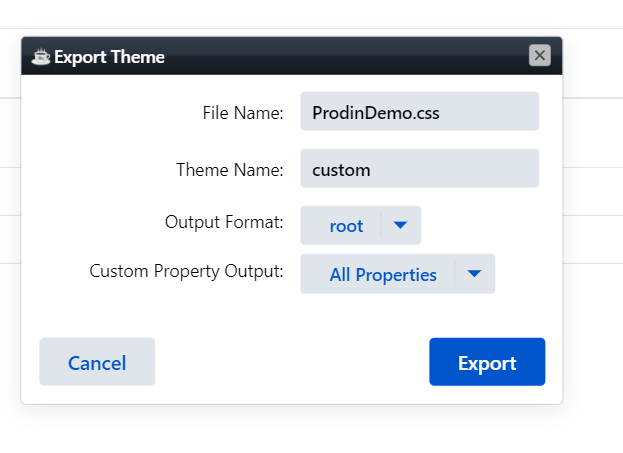 Export Theme
File Name: ProdinDemo.css
Theme Name: custom
Output Format: root
Custom Property Output: All Properties
Cancel Export